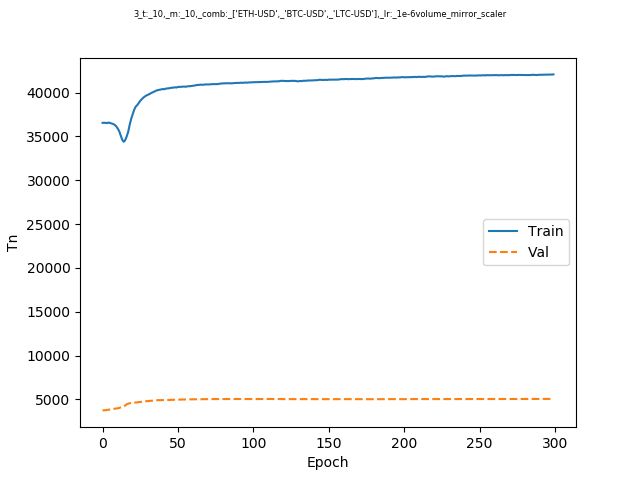 3_t:_10,_m:_10,_comb:_['ETH-USD',_'BTC-USD',_'LTC-USD'],_lr:_1e-6volume_mirror_scaler
40000
35000
30000
25000
20000
15000
10000
5000
Tn
Train
Val
0 50 100 150 200 250 300
Epoch